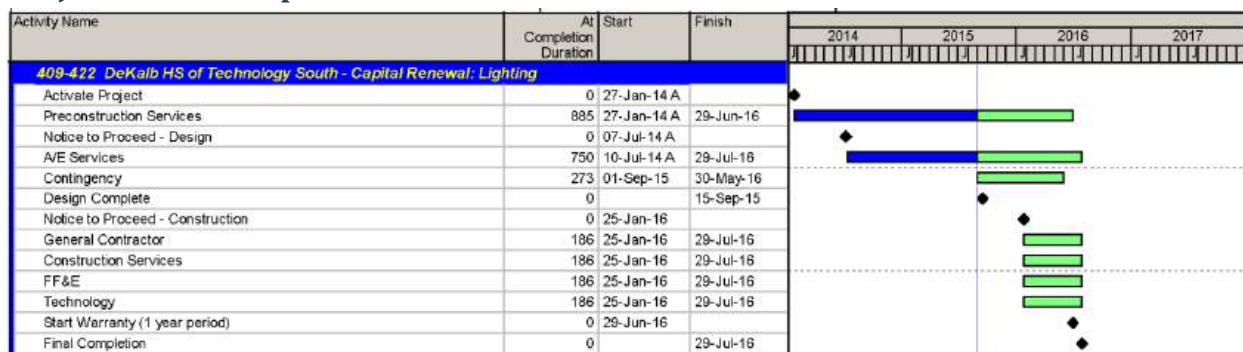 Activity Name At Completion Duration Start Finish
2014 2015 2016 2017
J J J J J J J J
409-422 DeKalb HS of Technology South - Capital Renewal: Lighting
Activate Project 0 27-Jan-14 A
Preconstruction Services 885 27-Jan-14 A 29-Jun-16
Notice to Proceed - Design 0 07-Jul-14 A
A/E Services 750 10-Jul-14 A 29-Jul-16
Contingency 273 01-Sep-15 30-May-16
Design Complete 0 15-Sep-15
Notice to Proceed - Construction 0 25-Jan-16
General Contractor 186 25-Jan-16 29-Jul-16
Construction Services 186 25-Jan-16 29-Jul-16
FF&E 186 25-Jan-16 29-Jul-16
Technology 186 25-Jan-16 29-Jul-16
Start Warranty (1 year period) 0 29-Jun-16
Final Completion 0 29-Jul-16